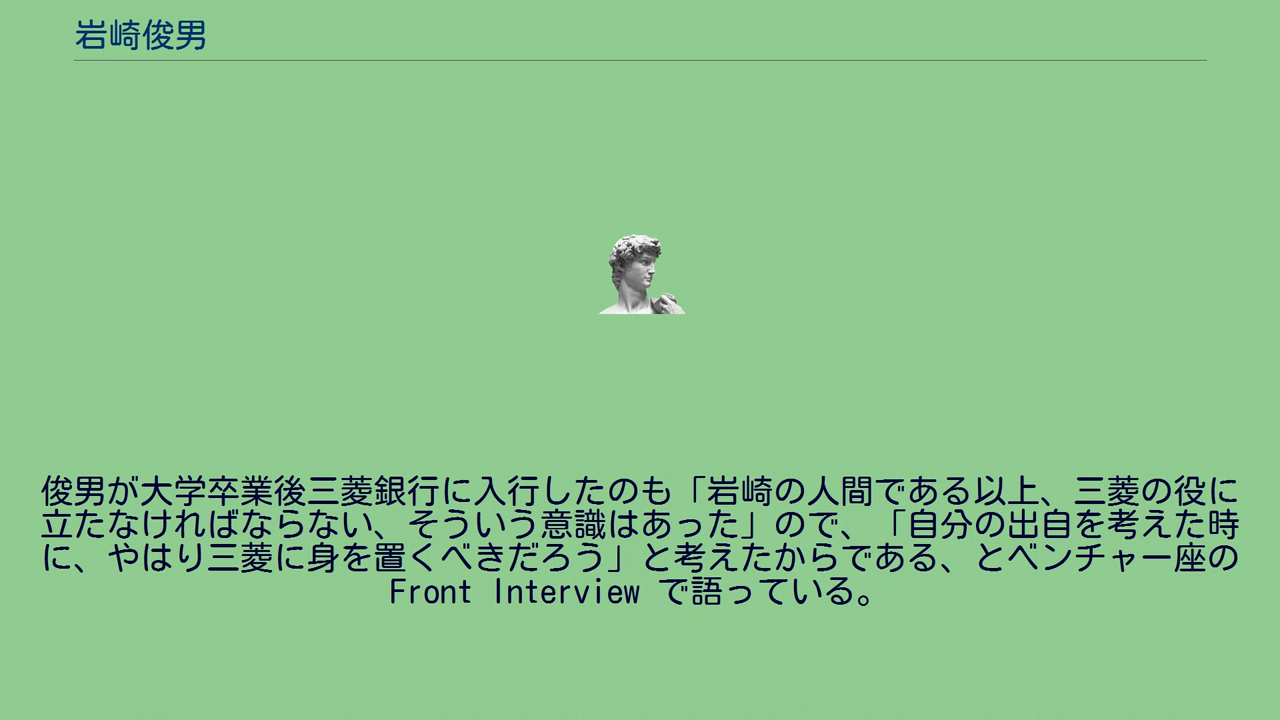 岩崎俊男
俊男が大学卒業後三菱銀行に入行したのも「岩崎の人間である以上、三菱の役に
立たなければならない、そういう意識はあった」ので、「自分の出自を考えた時
に、やはり三菱に身を置くべきだろう」と考えたからである、とベンチャー座の
Front Interview で語っている。